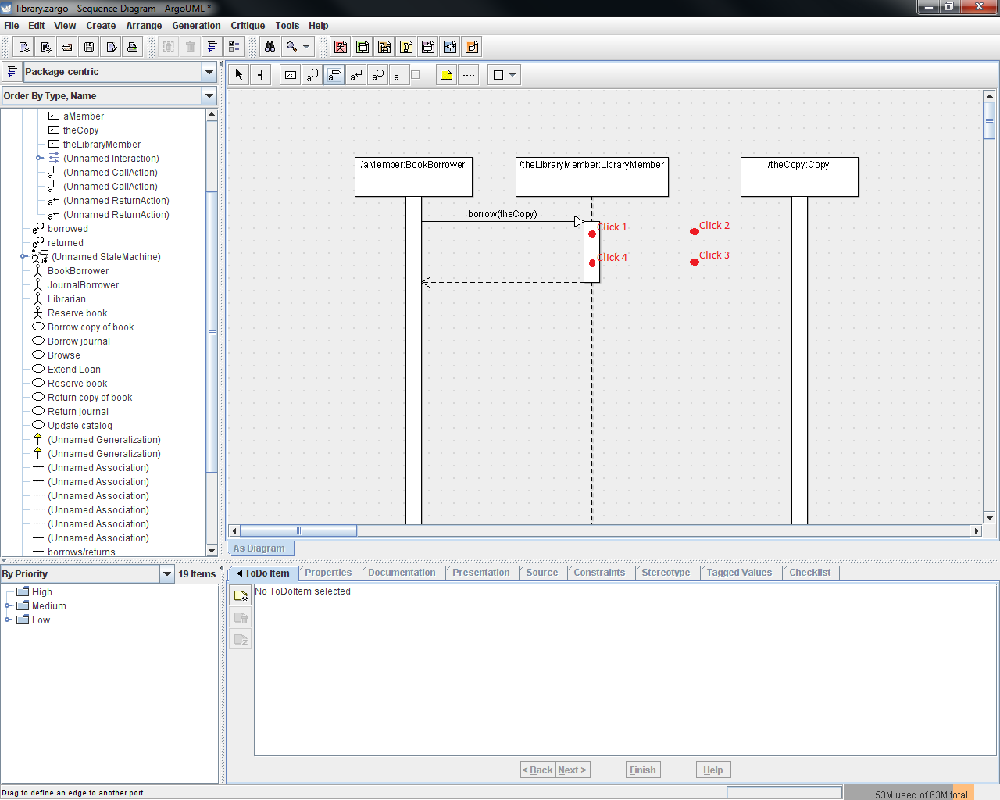 library.zargo - Sequence Diagram - ArgoUML *
File Edit View Create Arrange Generation Critique Tools Help
Package-centric
Order By Type, Name
aMember
theCopy
theLibraryMember
(Unnamed Interaction)
(Unnamed CallAction)
(Unnamed CallAction)
(Unnamed ReturnAction)
(Unnamed ReturnAction)
borrowed
returned
(Unnamed StateMachine)
BookBorrower
JournalBorrower
Librarian
Reserve book
Borrow copy of book
Borrow journal
Browse
Extend Loan
Reserve book
Return copy of book
Return journal
Update catalog
(Unnamed Generalization)
(Unnamed Generalization)
(Unnamed Association)
(Unnamed Association)
(Unnamed Association)
(Unnamed Association)
(Unnamed Association)
(Unnamed Association)
borrows/returns
/aMember:BookBorrower
/theLibraryMember:LibraryMember
/theCopy:Copy
borrow(theCopy)
Click 1
Click 2
Click 4
Click 3
As Diagram
By Priority
19 Items
High
Medium
Low
ToDo Item Properties Documentation Presentation Source Constraints Stereotype Tagged Values Checklist
No ToDoItem selected
< Back Next > Finish Help
Drag to define an edge to another port
53M used of 63M total